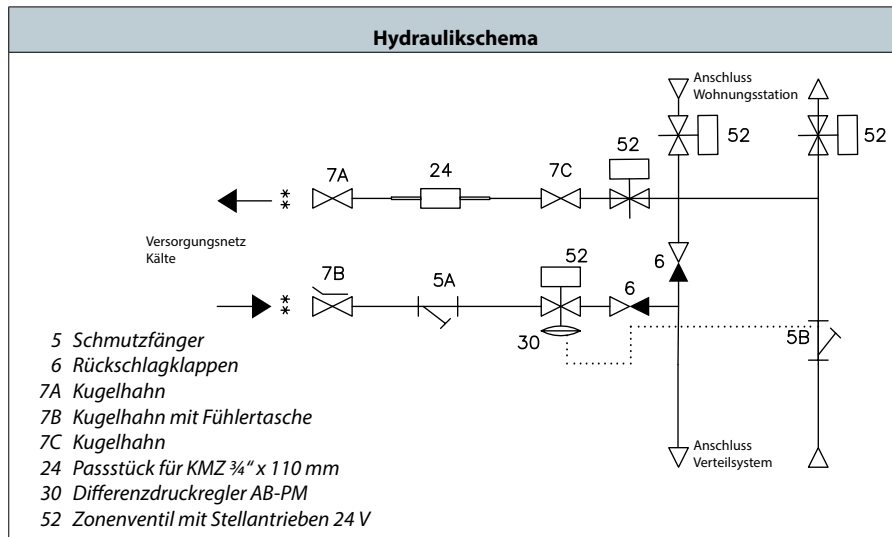 Hydraulikschema
Anschluss
Wohnungsstation
52
52
52
7A
24
7C
**
Versorgungsnetz
Kälte
6
7B
5A
52
6
**
30
5B
5 Schmutzfänger
6 Rückschlagklappen
7A Kugelhahn
7B Kugelhahn mit Fühlertasche
7C Kugelhahn
24 Passstück für KMZ ¾“ x 110 mm
30 Differenzdruckregler AB-PM
52 Zonenventil mit Stellantrieben 24 V
Anschluss
Verteilsystem